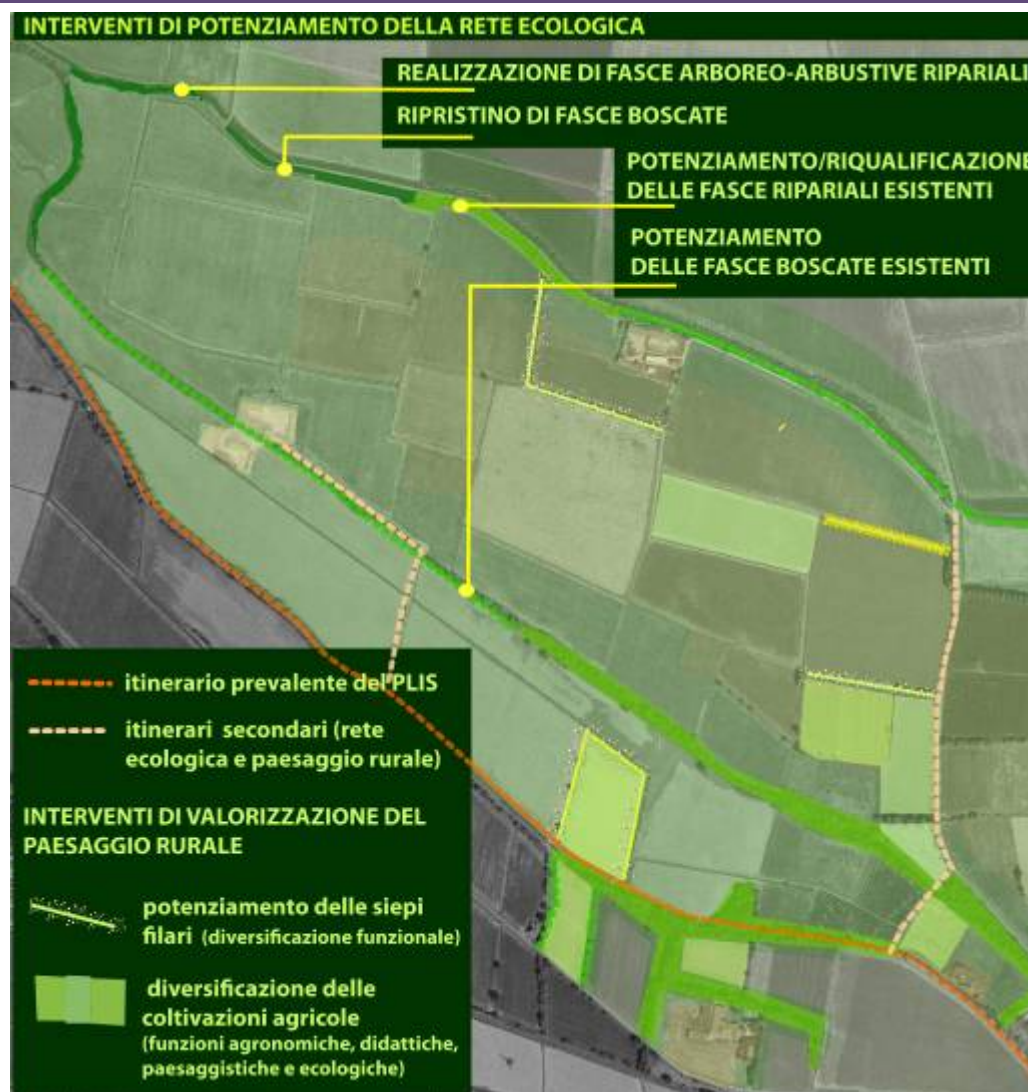 INTERVENTI DI POTENZIAMENTO DELLA RETE ECOLOGICA
REALIZZAZIONE DI FASCE ARBOREO-ARBUSTIVE RIPARIALI
RIPRISTINO DI FASCE BOSCATE
POTENZIAMENTO/RIQUALIFICAZIONE
DELLE FASCE RIPARIALI ESISTENTI
POTENZIAMENTO
DELLE FASCE BOSCATE ESISTENTI
itinerario prevalente del PLIS
itinerari secondari (rete
ecologica e paesaggio rurale)
INTERVENTI DI VALORIZZAZIONE DEL
PAESAGGIO RURALE
potenziamento delle siepi
filari (diversificazione funzionale)
diversificazione delle
coltivazioni agricole
(funzioni agronomiche, didattiche,
paesaggistiche e ecologiche)